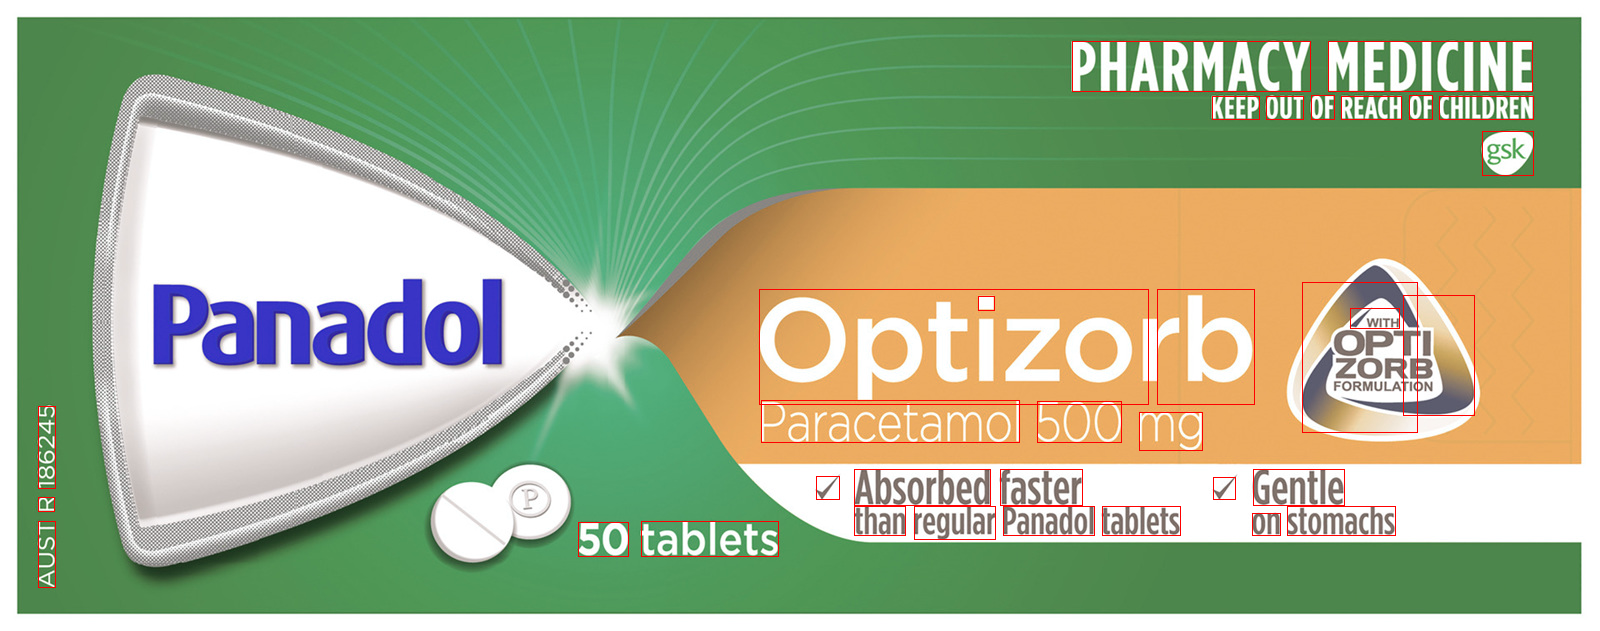 PHARMACY MEDICINE
KEEP OUT OF REACH OF CHILDREN
gsk
Panadol
Optizorb
Paracetamol 500 mg
WITH
OPTI
ZORB
FORMULATION
AUST R 186245
P
50 tablets
Absorbed faster
than regular Panadol tablets
Gentle
on stomachs